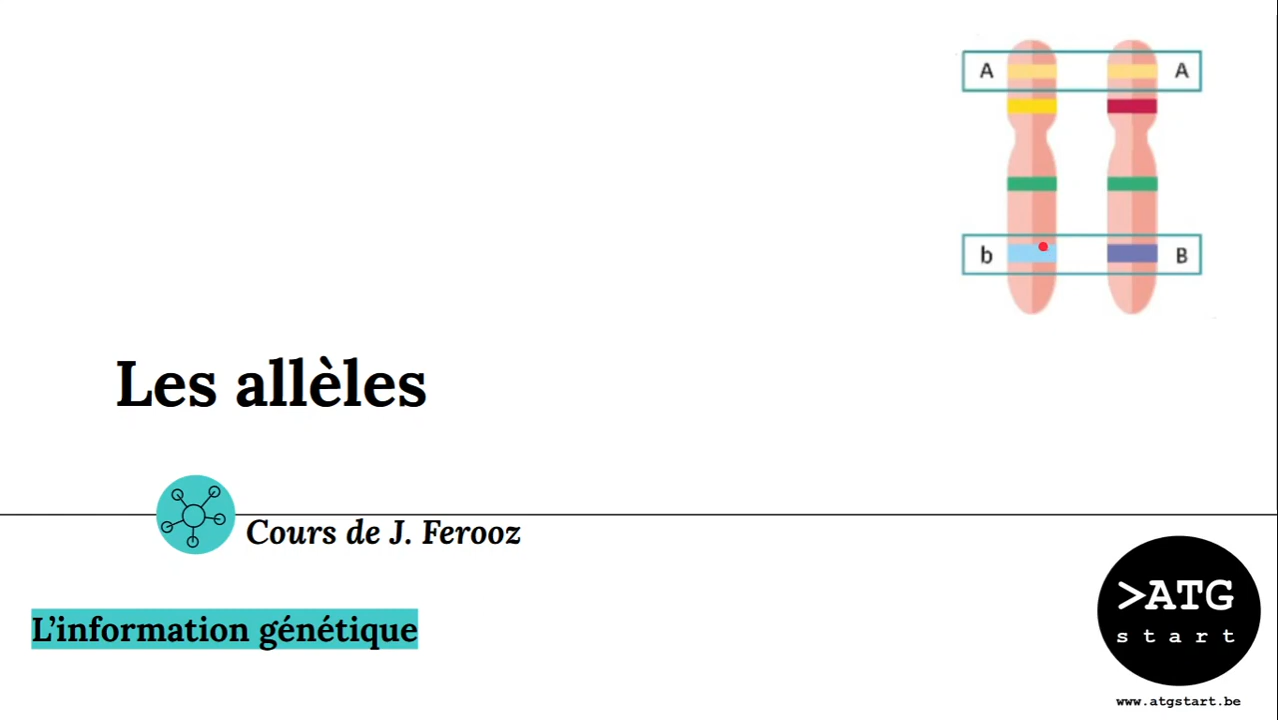 A A
b B
Les allèles
Cours de J. Ferooz
L'information génétique
>ATG
start
www.atgstart.be